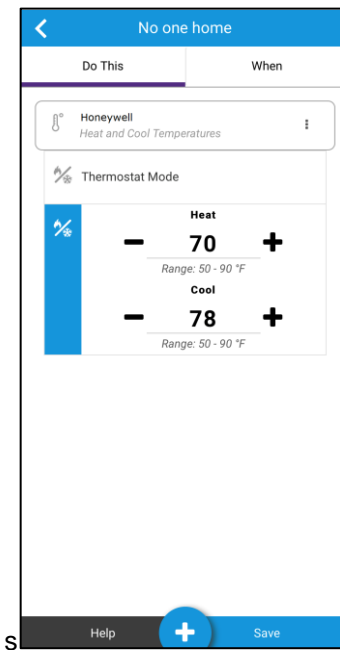 No one home
Do This When
Honeywell
Heat and Cool Temperatures
Thermostat Mode
Heat
70
Range: 50 - 90 °F
Cool
78
Range: 50 - 90 °F
s
Help Save